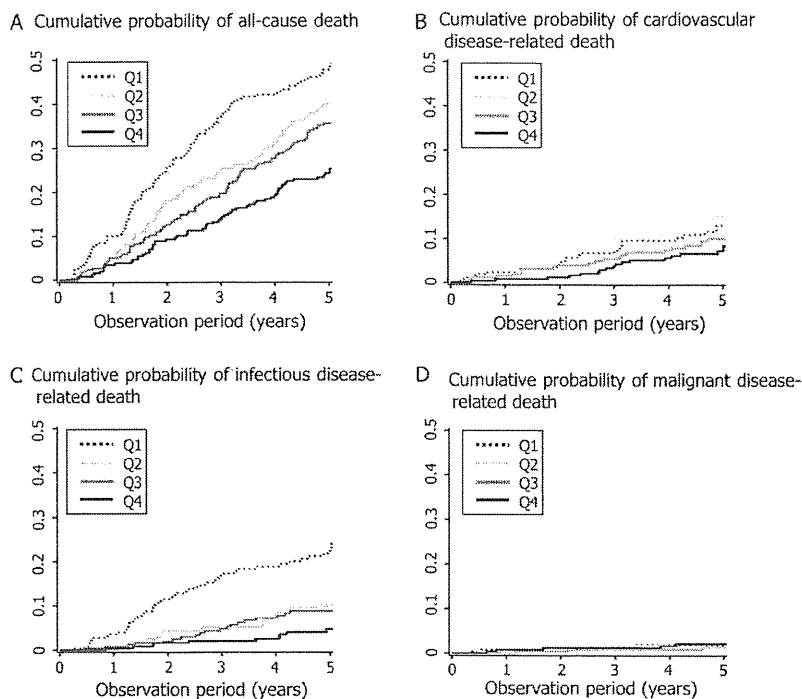 A Cumulative probability of all-cause death
0.5
0.4
0.3
0.2
0.1
0
Q1
Q2
Q3
Q4
0 1 2 3 4 5
Observation period (years)
B Cumulative probability of cardiovascular
disease-related death
0.5
0.4
0.3
0.2
0.1
0
Q1
Q2
Q3
Q4
0 1 2 3 4 5
Observation period (years)
C Cumulative probability of infectious disease-
related death
0.5
0.4
0.3
0.2
0.1
0
Q1
Q2
Q3
Q4
0 1 2 3 4 5
Observation period (years)
D Cumulative probability of malignant disease-
related death
0.5
0.4
0.3
0.2
0.1
0
Q1
Q2
Q3
Q4
0 1 2 3 4 5
Observation period (years)